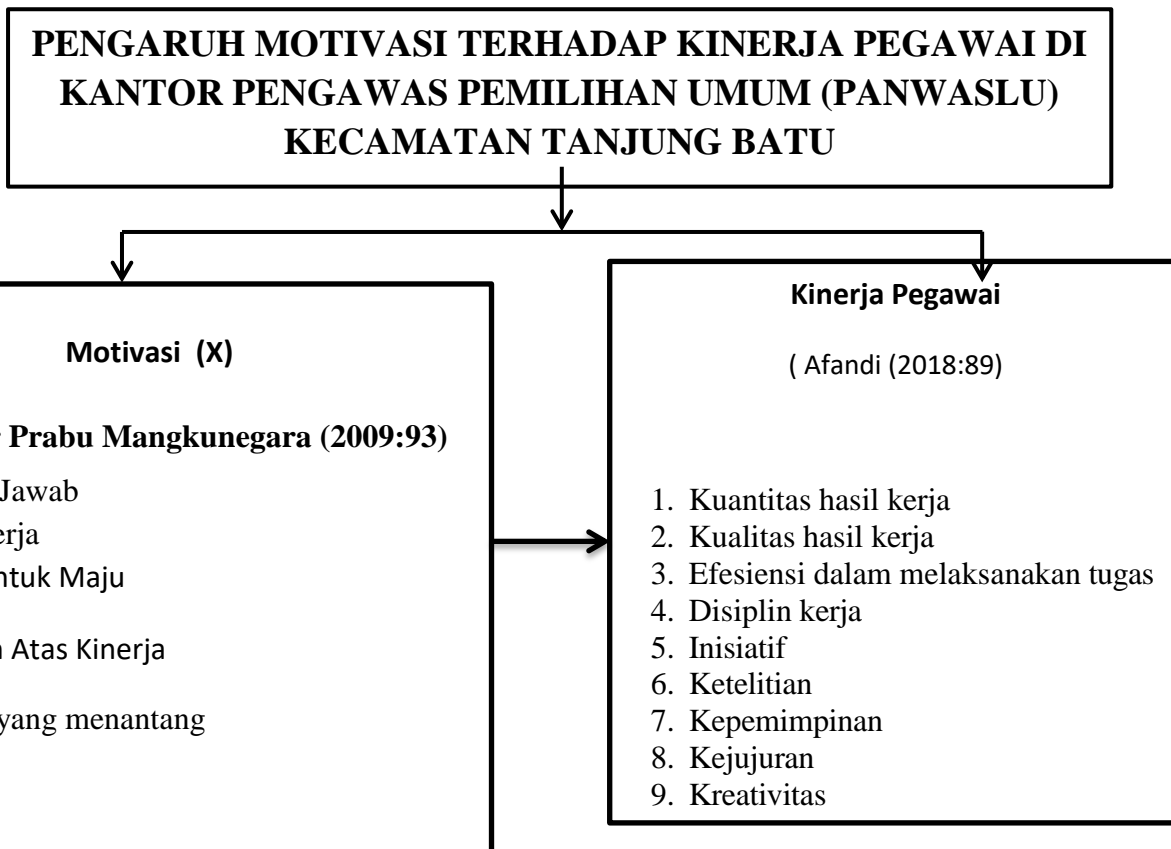 PENGARUH MOTIVASI TERHADAP KINERJA PEGAWAI DI
KANTOR PENGAWAS PEMILIHAN UMUM (PANWASLU)
KECAMATAN TANJUNG BATU
Motivasi (X)
Prabu Mangkunegara (2009:93)
Jawab
erja
ntuk Maju
Atas Kinerja
yang menantang
Kinerja Pegawai
( Afandi (2018:89)
1. Kuantitas hasil kerja
2. Kualitas hasil kerja
3. Efesiensi dalam melaksanakan tugas
4. Disiplin kerja
5. Inisiatif
6. Ketelitian
7. Kepemimpinan
8. Kejujuran
9. Kreativitas